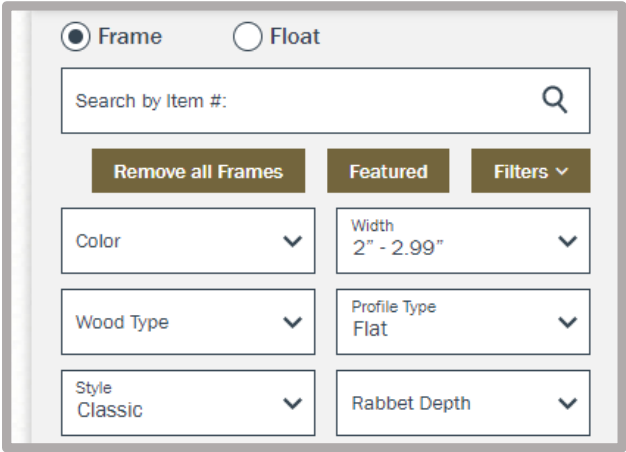 Frame Float
Search by Item #:
Remove all Frames Featured Filters
Color
Width
2” - 2.99”
Wood Type
Profile Type
Flat
Style
Classic
Rabbet Depth